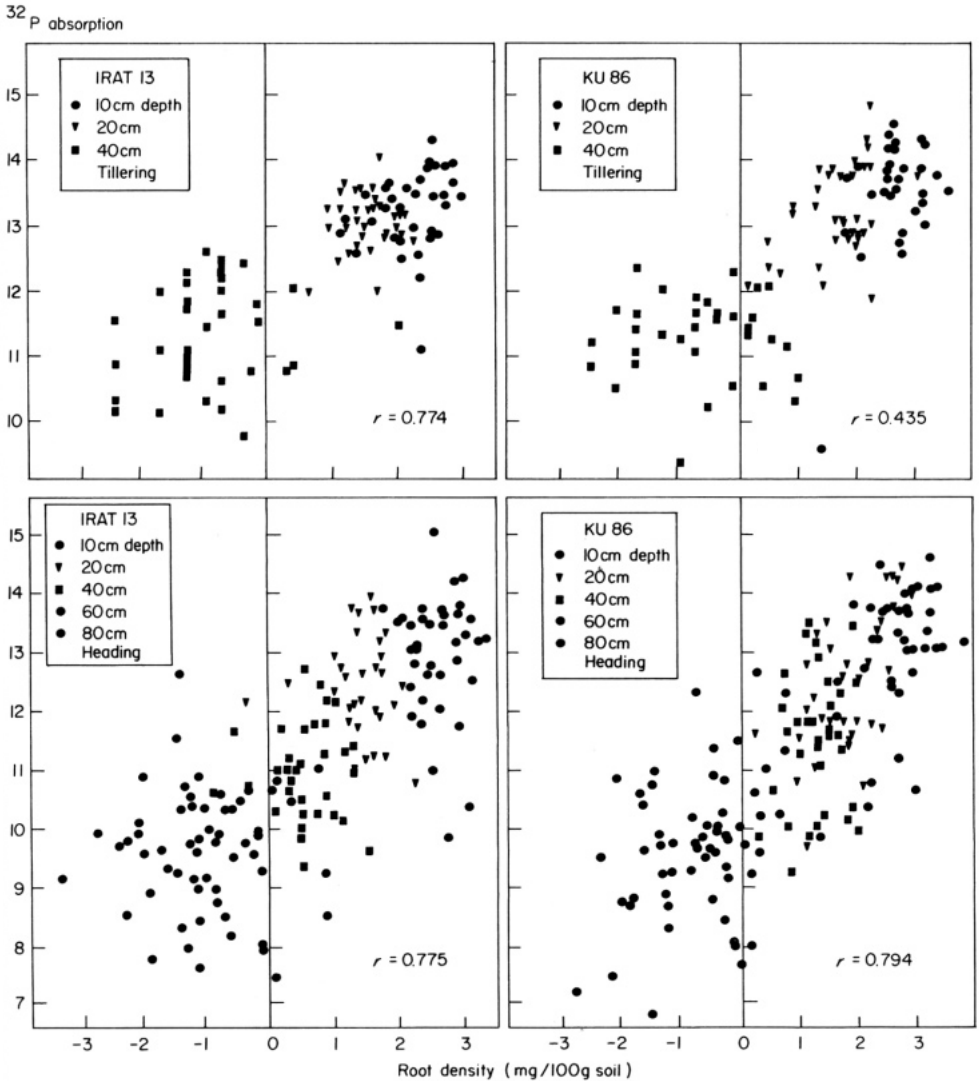 32
P absorption
IRAT 13
10cm depth
20cm
40cm
Tillering
KU 86
10cm depth
20cm
40cm
Tillering
15
14
13
12
11
10
r = 0.774
r = 0.435
IRAT 13
10cm depth
20cm
40cm
60cm
80cm
Heading
KU 86
10cm depth
20cm
40cm
60cm
80cm
Heading
15
14
13
12
11
10
9
8
7
r = 0.775
r = 0.794
-3 -2 -1 0 1 2 3 -3 -2 -1 0 1 2 3
Root density (mg/100g soil)